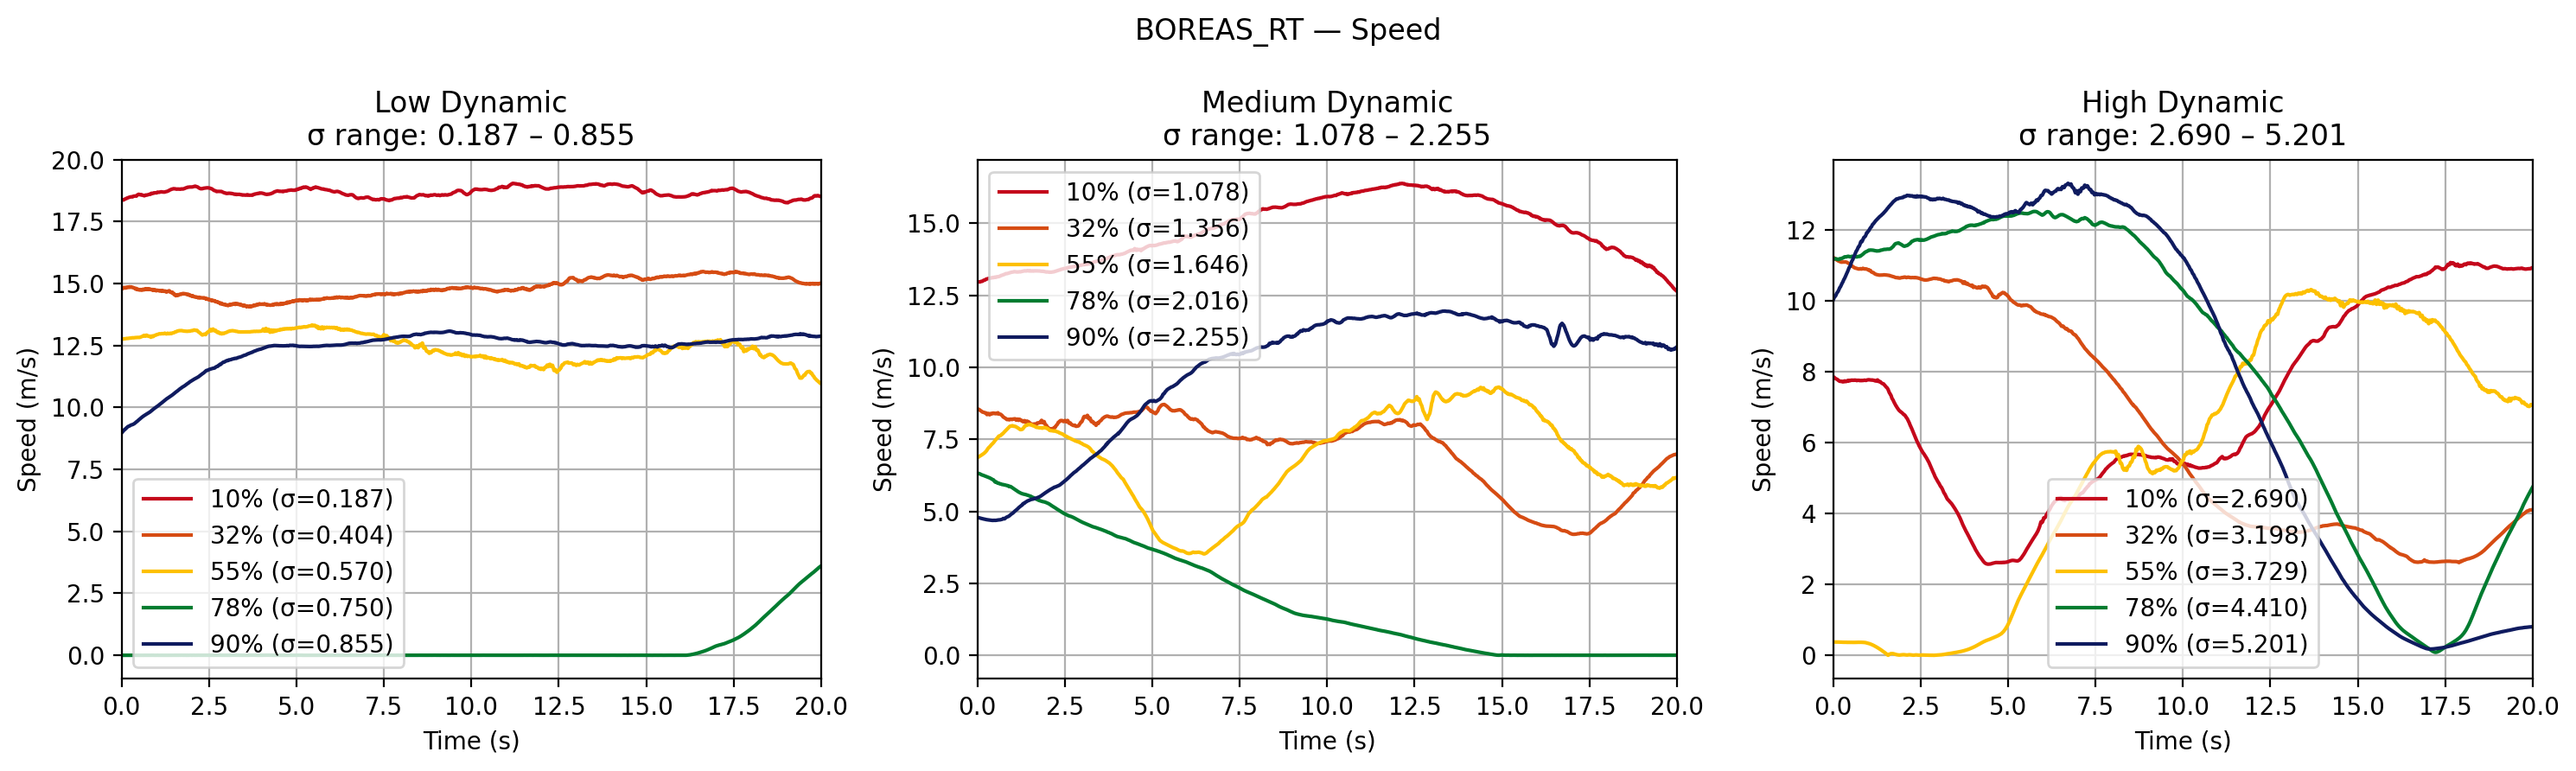 BOREAS_RT — Speed
Low Dynamic
σ range: 0.187 – 0.855
Speed (m/s)
20.0
17.5
15.0
12.5
10.0
7.5
5.0
2.5
0.0
10% (σ=0.187)
32% (σ=0.404)
55% (σ=0.570)
78% (σ=0.750)
90% (σ=0.855)
0.0 2.5 5.0 7.5 10.0 12.5 15.0 17.5 20.0
Time (s)
Medium Dynamic
σ range: 1.078 – 2.255
Speed (m/s)
15.0
12.5
10.0
7.5
5.0
2.5
0.0
10% (σ=1.078)
32% (σ=1.356)
55% (σ=1.646)
78% (σ=2.016)
90% (σ=2.255)
0.0 2.5 5.0 7.5 10.0 12.5 15.0 17.5 20.0
Time (s)
High Dynamic
σ range: 2.690 – 5.201
Speed (m/s)
12
10
8
6
4
2
0
10% (σ=2.690)
32% (σ=3.198)
55% (σ=3.729)
78% (σ=4.410)
90% (σ=5.201)
0.0 2.5 5.0 7.5 10.0 12.5 15.0 17.5 20.0
Time (s)